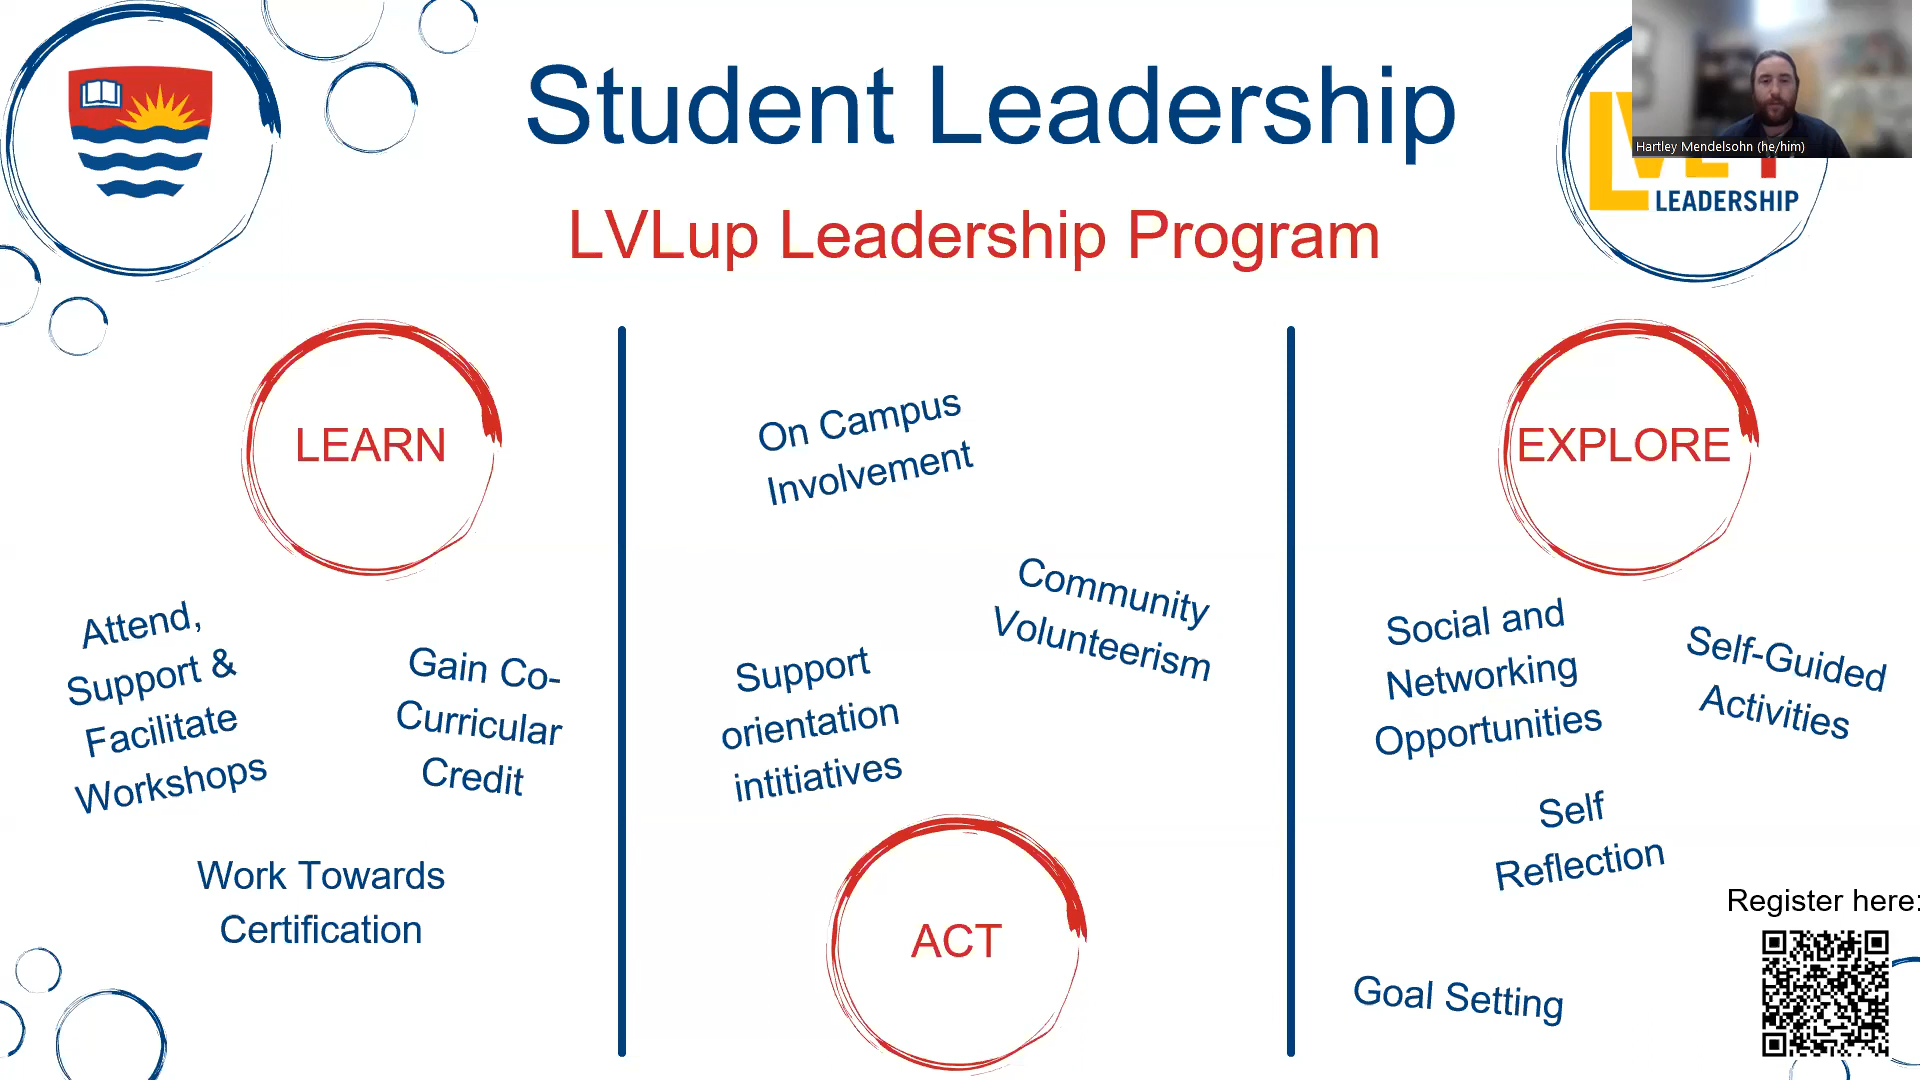 Student Leadership
LVLup Leadership Program
LEADERSHIP
Hartley Mendelsohn (he/him)
LEARN
Attend,
Support &
Facilitate
Workshops
Gain Co-
Curricular
Credit
Work Towards
Certification
On Campus
Involvement
Community
Volunteerism
Support
orientation
intitiatives
ACT
EXPLORE
Social and
Networking
Opportunities
Self-Guided
Activities
Self
Reflection
Goal Setting
Register here: